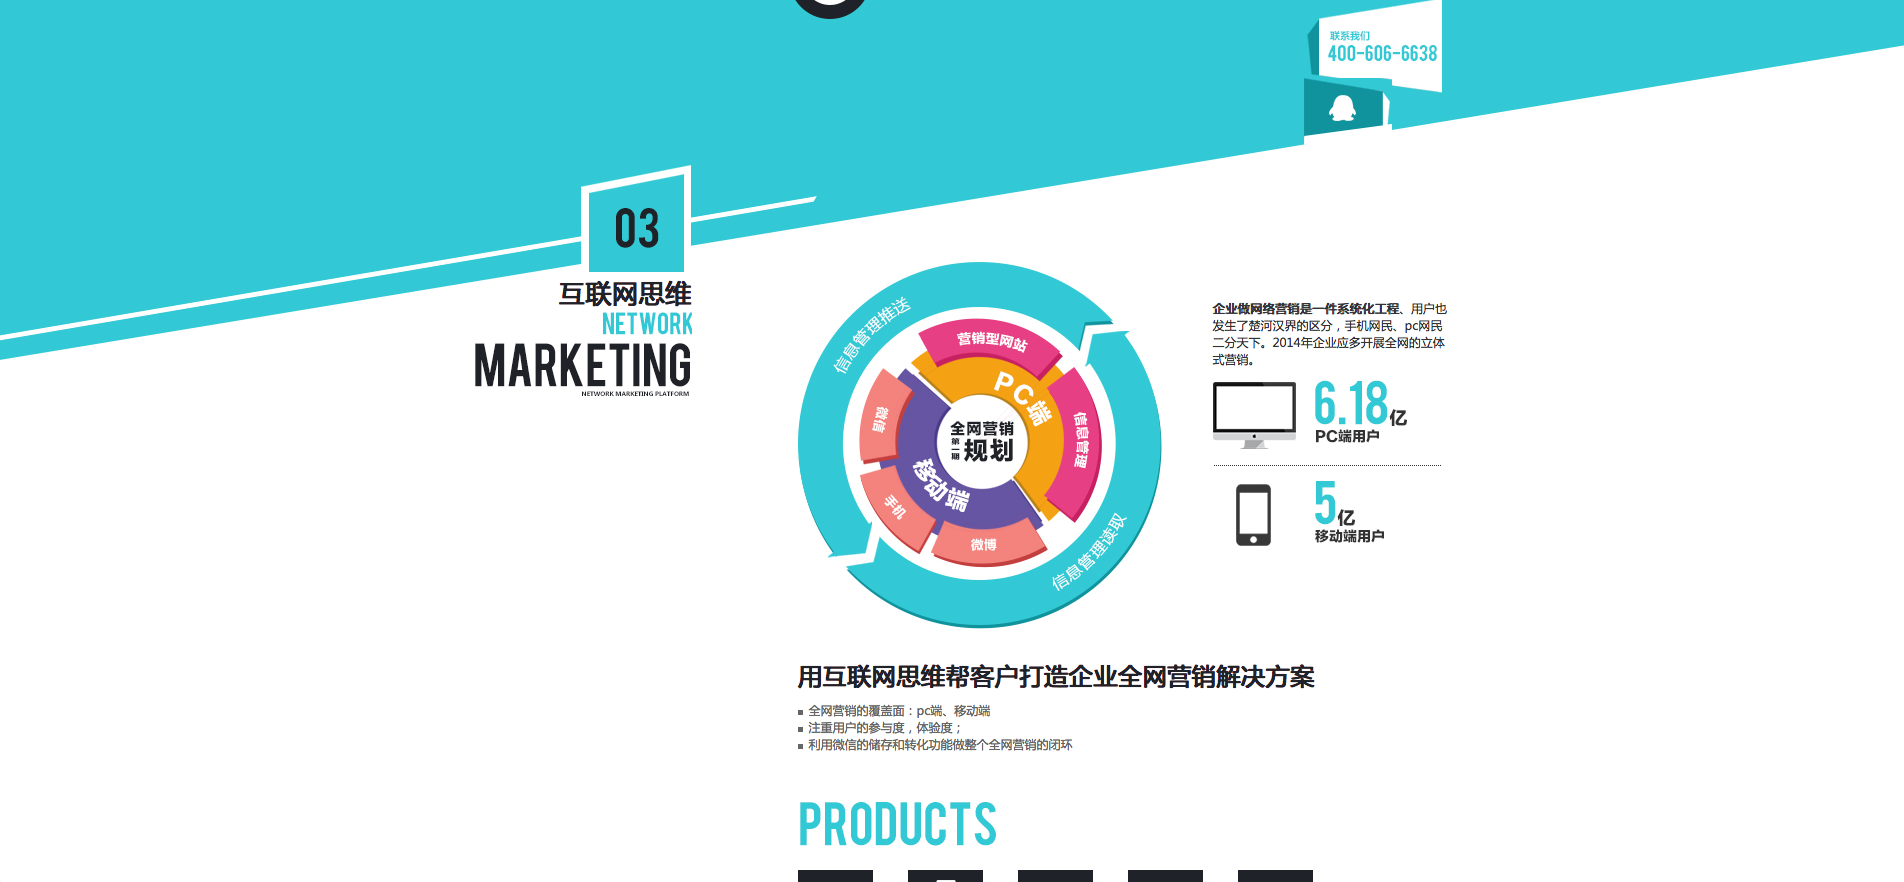 联系我们
400-606-6638
03
互联网思维
NETWORK
MARKETING
NETWORK MARKETING PLATFORM
信息管理推送
营销型网站
PC端
信息管理
微信
全网营销
第一期
规划
移动端
手机
微博
信息管理读取
企业做网络营销是一件系统化工程、用户也
发生了楚河汉界的区分，手机网民、pc网民
二分天下。2014年企业应多开展全网的立体
式营销。
6.18亿
PC端用户
5亿
移动端用户
用互联网思维帮客户打造企业全网营销解决方案
全网营销的覆盖面：pc端、移动端
注重用户的参与度，体验度；
利用微信的储存和转化功能做整个全网营销的闭环
PRODUCTS